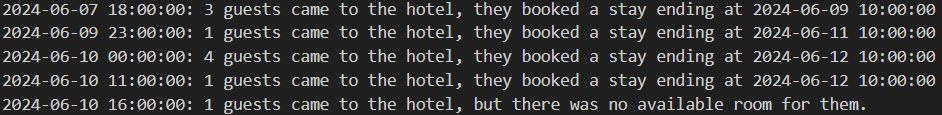 2024-06-07 18:00:00: 3 guests came to the hotel, they booked a stay ending at 2024-06-09 10:00:00
2024-06-09 23:00:00: 1 guests came to the hotel, they booked a stay ending at 2024-06-11 10:00:00
2024-06-10 00:00:00: 4 guests came to the hotel, they booked a stay ending at 2024-06-12 10:00:00
2024-06-10 11:00:00: 1 guests came to the hotel, they booked a stay ending at 2024-06-12 10:00:00
2024-06-10 16:00:00: 1 guests came to the hotel, but there was no available room for them.